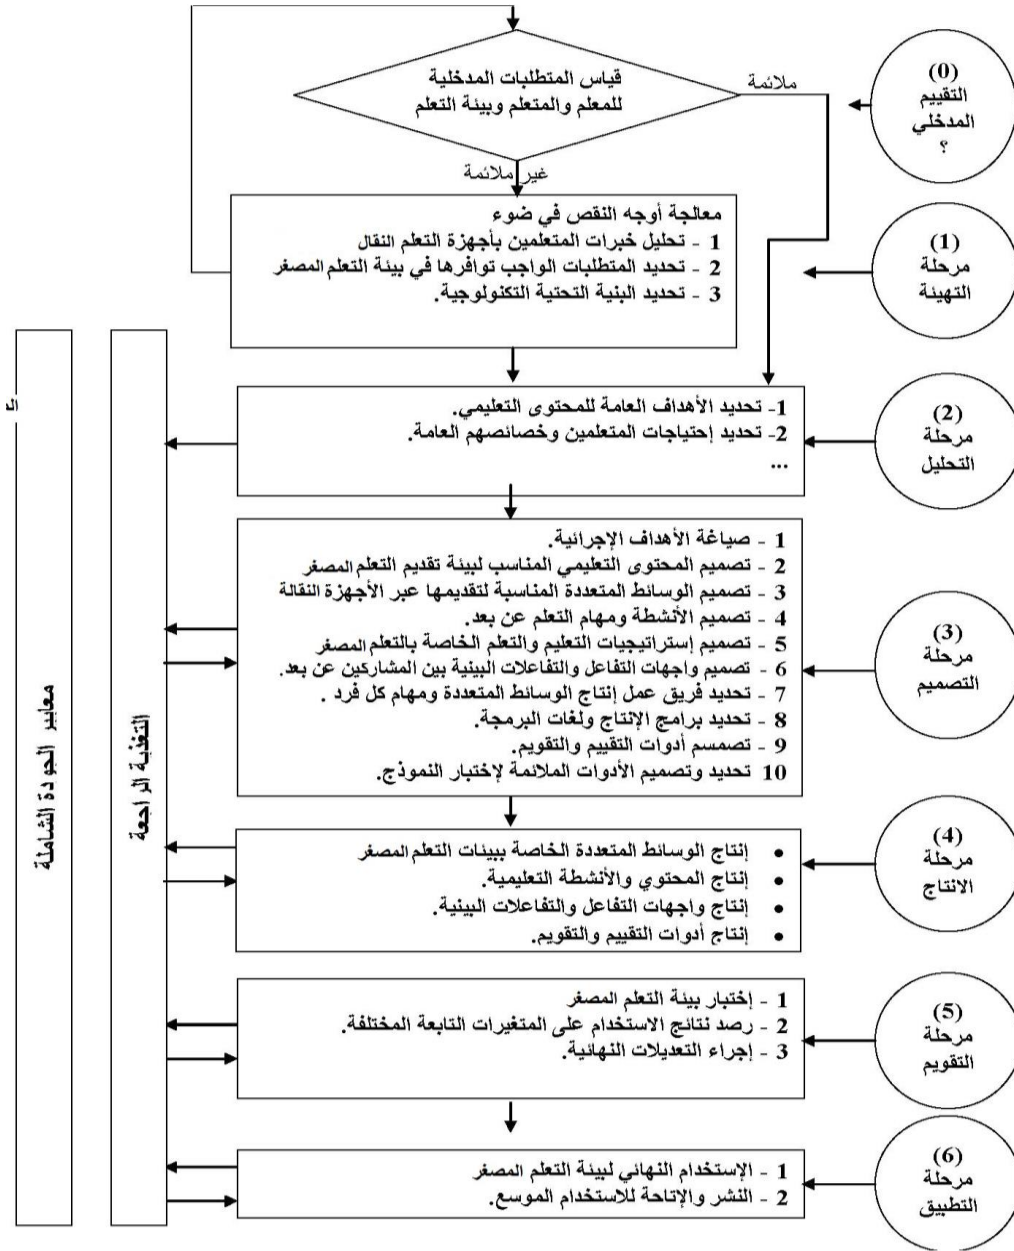 (0)
التقييم
المدخلي
؟
قياس المتطلبات المدخلية
للمعلم والمتعلم وبيئة التعلم
ملائمة
غير ملائمة
(1)
مرحلة
التهيئة
معالجة أوجه النقص في ضوء
1 - تحليل خبرات المتعلمين بأجهزة التعلم النقال
2 - تحديد المتطلبات الواجب توافرها في بيئة التعلم المصغر
3 - تحديد البنية التحتية التكنولوجية.
(2)
مرحلة
التحليل
1- تحديد الأهداف العامة للمحتوى التعليمي.
2- تحديد إحتياجات المتعلمين وخصائصهم العامة.
...
(3)
مرحلة
التصميم
1 - صياغة الأهداف الإجرائية.
2 - تصميم المحتوى التعليمي المناسب لبيئة تقديم التعلم المصغر
3 - تصميم الوسائط المتعددة المناسبة لتقديمها عبر الأجهزة النقالة
4 - تصميم الأنشطة ومهام التعلم عن بعد.
5 - تصميم إستراتيجيات التعليم والتعلم الخاصة بالتعلم المصغر
6 - تصميم واجهات التفاعل والتفاعلات البينية بين المشاركين عن بعد.
7 - تحديد فريق عمل إنتاج الوسائط المتعددة ومهام كل فرد .
8 - تحديد برامج الإنتاج ولغات البرمجة.
9 - تصمسم أدوات التقييم والتقويم.
10 تحديد وتصميم الأدوات الملائمة لإختبار النموذج.
(4)
مرحلة
الانتاج
• إنتاج الوسائط المتعددة الخاصة ببيئات التعلم المصغر
• إنتاج المحتوي والأنشطة التعليمية.
• إنتاج واجهات التفاعل والتفاعلات البينية.
• إنتاج أدوات التقييم والتقويم.
(5)
مرحلة
التقويم
1 - إختبار بيئة التعلم المصغر
2 - رصد نتائج الاستخدام على المتغيرات التابعة المختلفة.
3 - إجراء التعديلات النهائية.
(6)
مرحلة
التطبيق
1 - الإستخدام النهائي لبيئة التعلم المصغر
2 - النشر والإتاحة للاستخدام الموسع.
التغذية الراجعة
معايير الجودة الشاملة